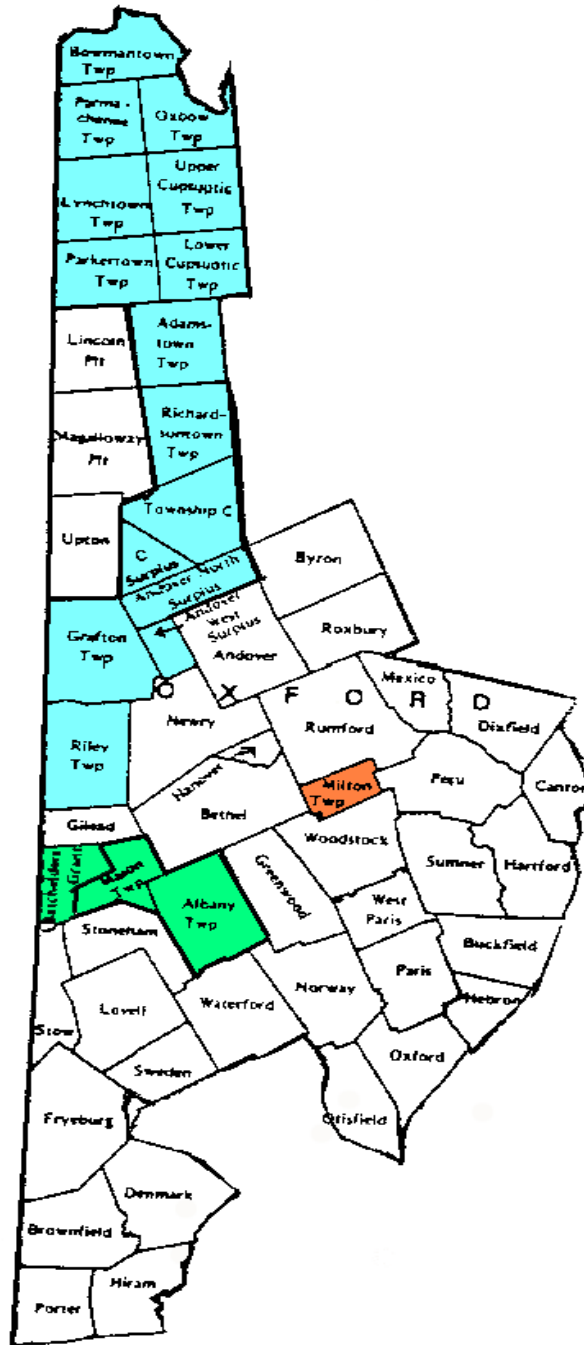 Bowmantown
Twp
Parma-
chenee
Twp
Oxbow
Twp
Upper
Cupsuptic
Twp
Lynchtown
Twp
Parkertown
Twp
Lower
Cupsuptic
Twp
Lincoln
Plt
Adams-
town
Twp
Magalloway
Plt
Richard-
sontown
Twp
Township C
Upton
C
Surplus
Andover North
Surplus
Andover
West
Surplus
Byron
Roxbury
Grafton
Twp
Andover
O X F O R D
Mexico
Newry
Rumford
Dixfield
Riley
Twp
Hanover
Milton
Twp
Peru
Canton
Gilead
Bethel
Woodstock
Batchelders
Grant
Mason
Twp
Albany
Twp
Greenwood
Sumner
Hartford
Stoneham
West
Paris
Buckfield
Lovell
Waterford
Norway
Paris
Hebron
Stow
Sweden
Oxford
Fryeburg
Otisfield
Denmark
Brownfield
Hiram
Porter